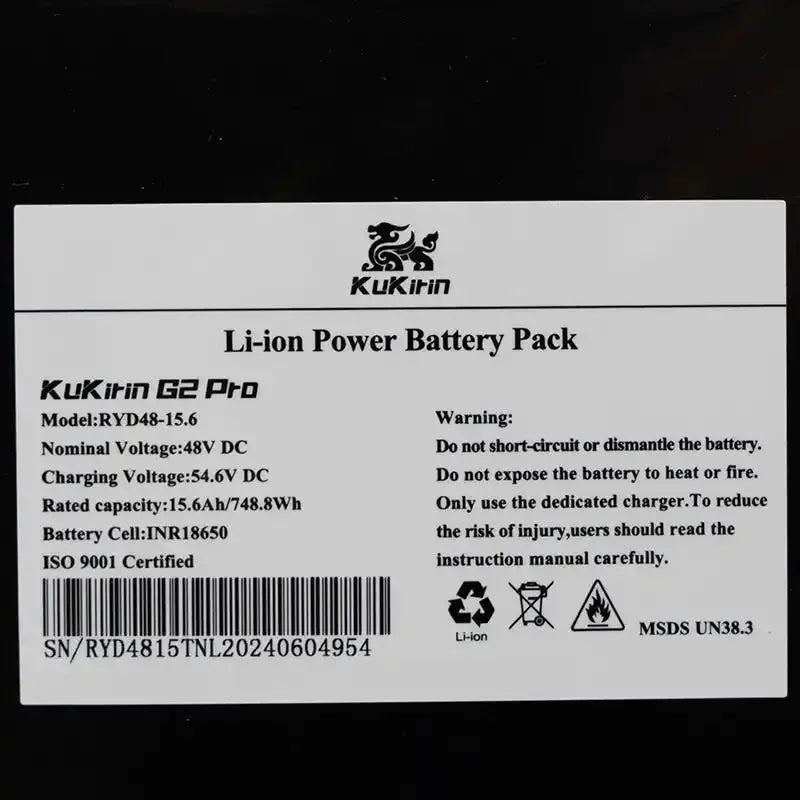 KuKirin
Li-ion Power Battery Pack
KuKirin G2 Pro
Model:RYD48-15.6
Nominal Voltage:48V DC
Charging Voltage:54.6V DC
Rated capacity:15.6Ah/748.8Wh
Battery Cell:INR18650
ISO 9001 Certified
SN/RYD4815TNL20240604954
Warning:
Do not short-circuit or dismantle the battery.
Do not expose the battery to heat or fire.
Only use the dedicated charger.To reduce
the risk of injury,users should read the
instruction manual carefully.
Li-ion
MSDS UN38.3